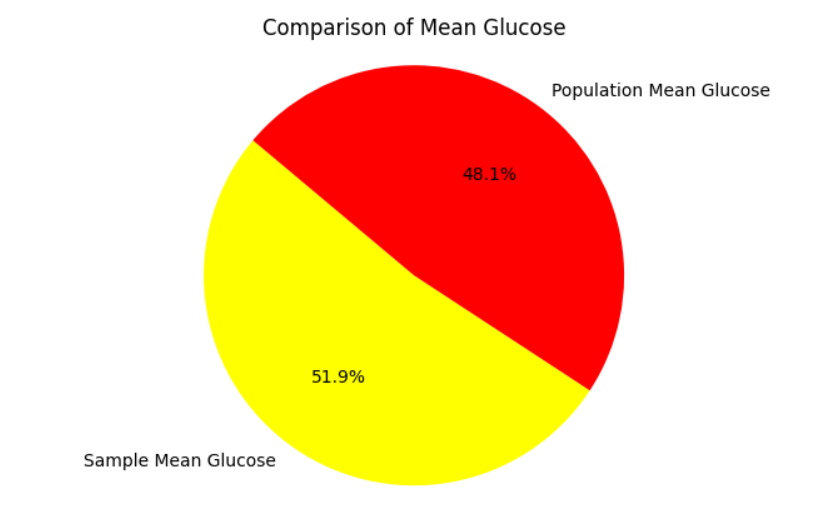 Comparison of Mean Glucose
Population Mean Glucose
48.1%
51.9%
Sample Mean Glucose